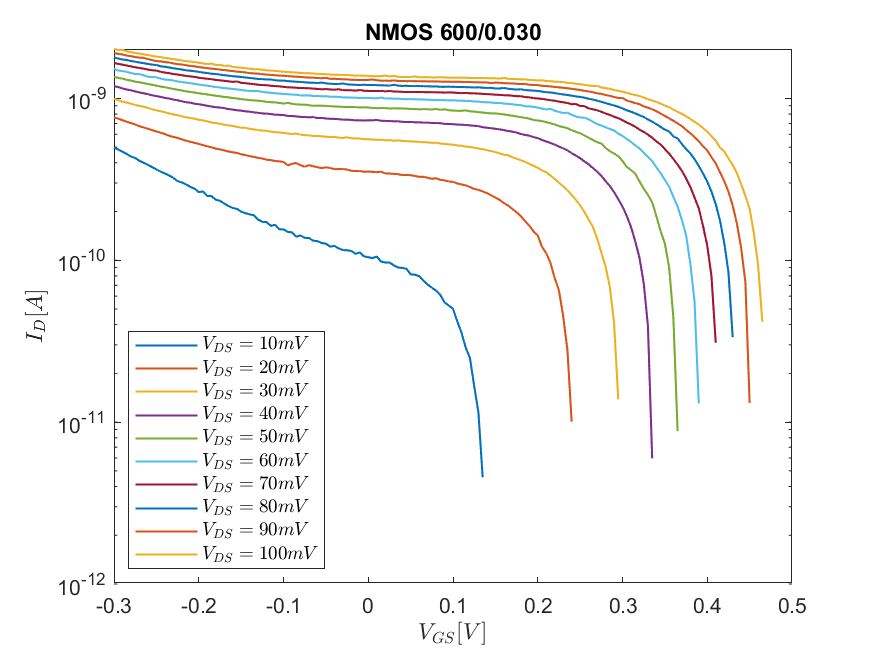 NMOS 600/0.030
10^-9
10^-10
10^-11
10^-12
I_D[A]
V_DS = 10mV
V_DS = 20mV
V_DS = 30mV
V_DS = 40mV
V_DS = 50mV
V_DS = 60mV
V_DS = 70mV
V_DS = 80mV
V_DS = 90mV
V_DS = 100mV
-0.3 -0.2 -0.1 0 0.1 0.2 0.3 0.4 0.5
V_GS[V]